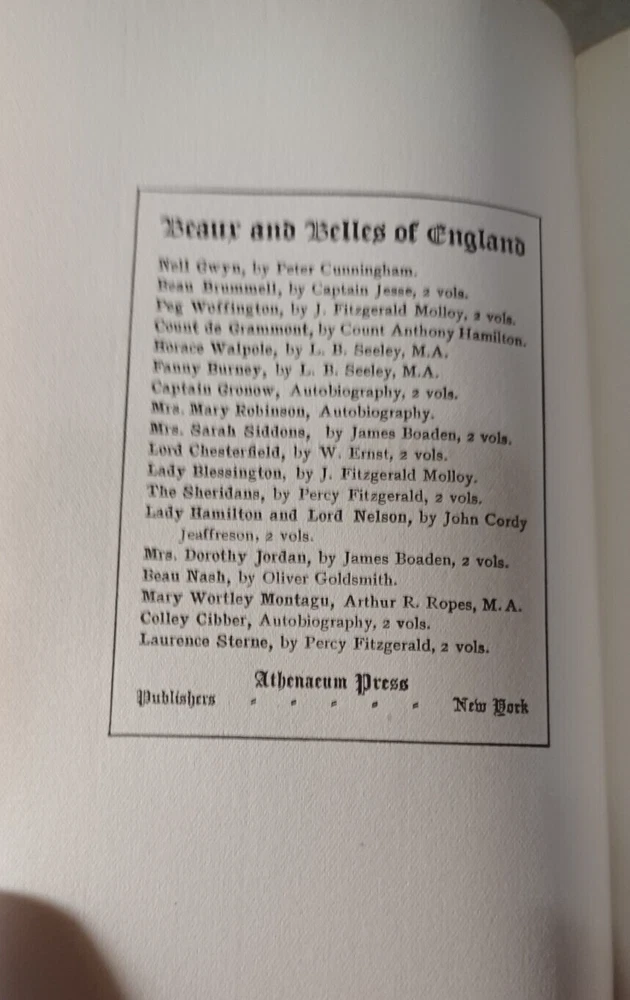 Beaux and Belles of England
Nell Gwyn, by Peter Cunningham.
Beau Brummell, by Captain Jesse, 2 vols.
Peg Woffington, by J. Fitzgerald Molloy, 2 vols.
Count de Grammont, by Count Anthony Hamilton.
Horace Walpole, by L. B. Seeley, M.A.
Fanny Burney, by L. B. Seeley, M.A.
Captain Gronow, Autobiography, 2 vols.
Mrs. Mary Robinson, Autobiography.
Mrs. Sarah Siddons, by James Boaden, 2 vols.
Lord Chesterfield, by W. Ernst, 2 vols.
Lady Blessington, by J. Fitzgerald Molloy.
The Sheridans, by Percy Fitzgerald, 2 vols.
Lady Hamilton and Lord Nelson, by John Cordy
Jeaffreson, 2 vols.
Mrs. Dorothy Jordan, by James Boaden, 2 vols.
Beau Nash, by Oliver Goldsmith.
Mary Wortley Montagu, Arthur R. Ropes, M.A.
Colley Cibber, Autobiography, 2 vols.
Laurence Sterne, by Percy Fitzgerald, 2 vols.
Athenaeum Press
Publishers New York